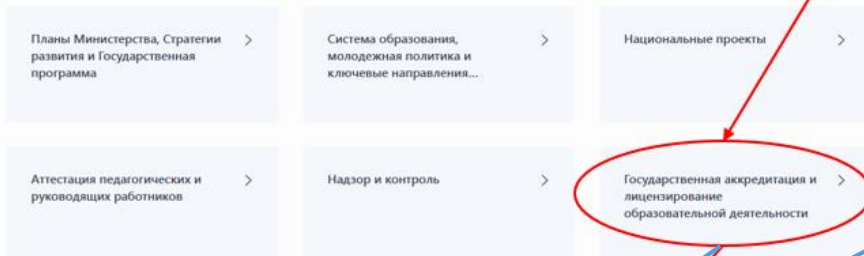 Планы Министерства, Стратегии
развития и Государственная
программа
Система образования,
молодежная политика и
ключевые направления...
Национальные проекты
Аттестация педагогических и
руководящих работников
Надзор и контроль
Государственная аккредитация и
лицензирование
образовательной деятельности